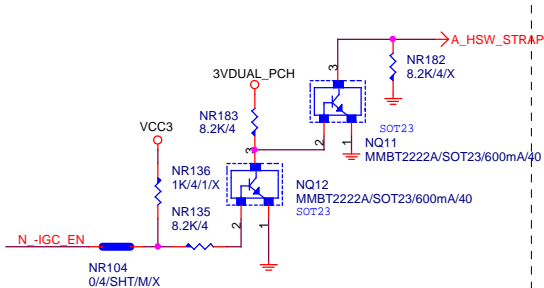 A_HSW_STRAP
NR182
8.2K/4/X
3
3VDUAL_PCH
NR183
8.2K/4
SOT23
2
1
NQ11
MMBT2222A/SOT23/600mA/40
VCC3
3
NR136
1K/4/1/X
NQ12
MMBT2222A/SOT23/600mA/40
SOT23
NR135
8.2K/4
2
1
N_-IGC_EN
NR104
0/4/SHT/M/X